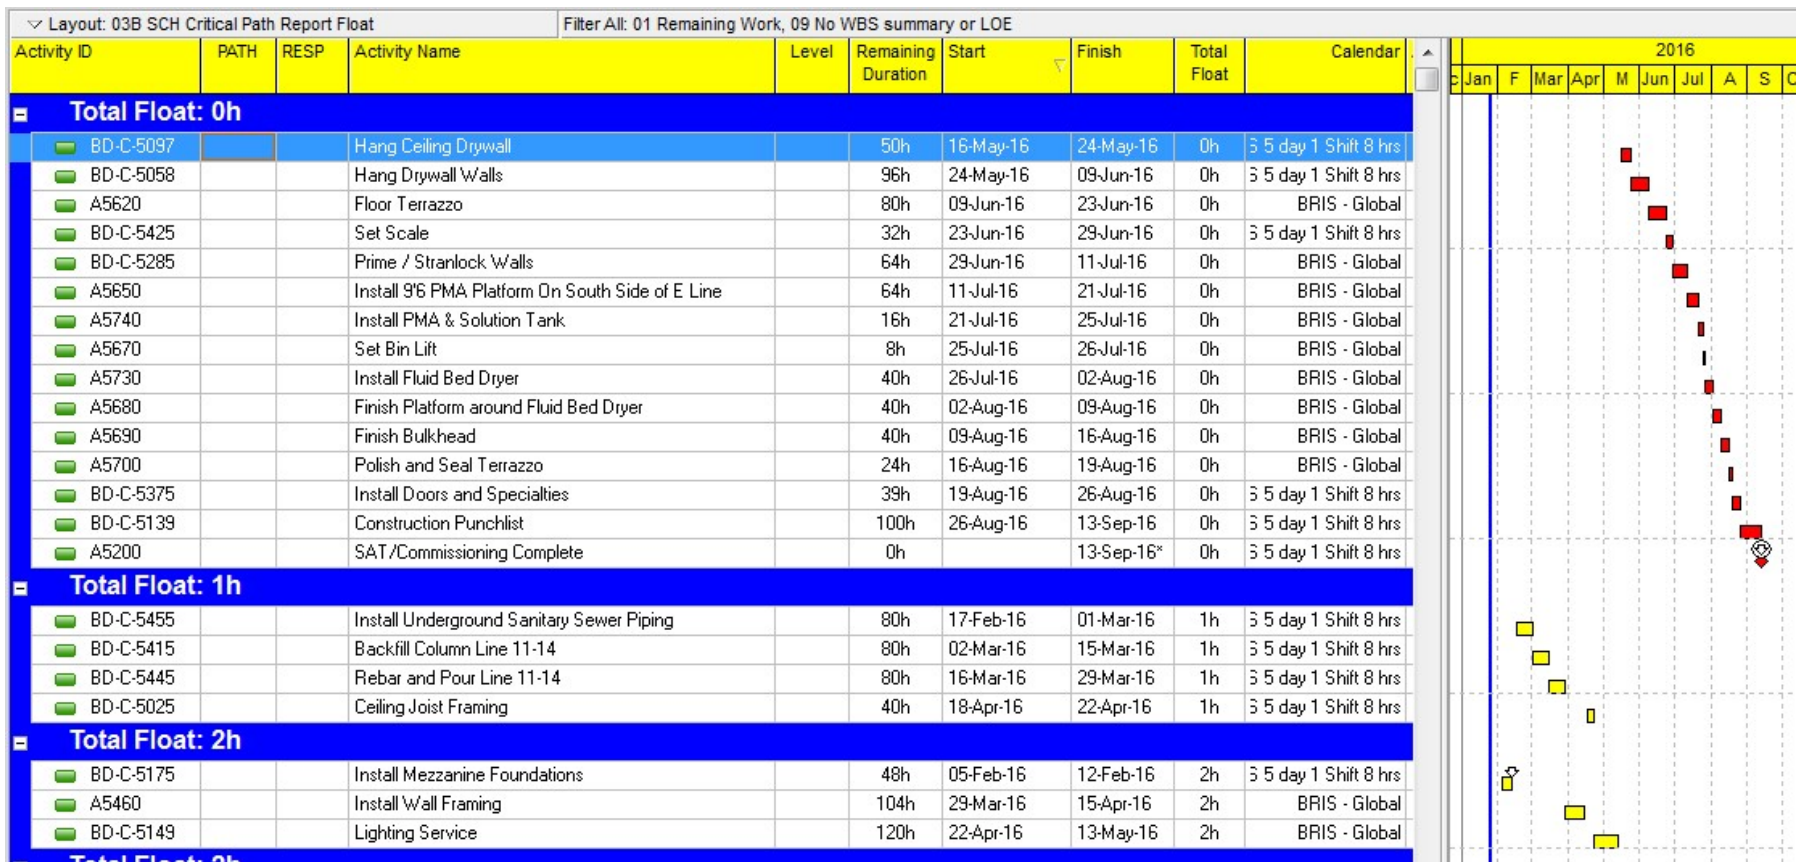 Layout: 03B SCH Critical Path Report Float Filter All: 01 Remaining Work, 09 No WBS summary or LOE
Activity ID PATH RESP Activity Name Level Remaining Duration Start Finish Total Float Calendar 2016
Jan F Mar Apr M Jun Jul A S
Total Float: 0h
BD-C-5097 Hang Ceiling Drywall 50h 16-May-16 24-May-16 0h 5 day 1 Shift 8 hrs
BD-C-5058 Hang Drywall Walls 96h 24-May-16 09-Jun-16 0h 5 day 1 Shift 8 hrs
A5620 Floor Terrazzo 80h 09-Jun-16 23-Jun-16 0h BRIS - Global
BD-C-5425 Set Scale 32h 23-Jun-16 29-Jun-16 0h 5 day 1 Shift 8 hrs
BD-C-5285 Prime / Stranlock Walls 64h 29-Jun-16 11-Jul-16 0h BRIS - Global
A5650 Install 9'6 PMA Platform On South Side of E Line 64h 11-Jul-16 21-Jul-16 0h BRIS - Global
A5740 Install PMA & Solution Tank 16h 21-Jul-16 25-Jul-16 0h BRIS - Global
A5670 Set Bin Lift 8h 25-Jul-16 26-Jul-16 0h BRIS - Global
A5730 Install Fluid Bed Dryer 40h 26-Jul-16 02-Aug-16 0h BRIS - Global
A5680 Finish Platform around Fluid Bed Dryer 40h 02-Aug-16 09-Aug-16 0h BRIS - Global
A5690 Finish Bulkhead 40h 09-Aug-16 16-Aug-16 0h BRIS - Global
A5700 Polish and Seal Terrazzo 24h 16-Aug-16 19-Aug-16 0h BRIS - Global
BD-C-5375 Install Doors and Specialties 39h 19-Aug-16 26-Aug-16 0h 5 day 1 Shift 8 hrs
BD-C-5139 Construction Punchlist 100h 26-Aug-16 13-Sep-16 0h 5 day 1 Shift 8 hrs
A5200 SAT/Commissioning Complete 0h 13-Sep-16* 0h 5 day 1 Shift 8 hrs
Total Float: 1h
BD-C-5455 Install Underground Sanitary Sewer Piping 80h 17-Feb-16 01-Mar-16 1h 5 day 1 Shift 8 hrs
BD-C-5415 Backfill Column Line 11-14 80h 02-Mar-16 15-Mar-16 1h 5 day 1 Shift 8 hrs
BD-C-5445 Rebar and Pour Line 11-14 80h 16-Mar-16 29-Mar-16 1h 5 day 1 Shift 8 hrs
BD-C-5025 Ceiling Joist Framing 40h 18-Apr-16 22-Apr-16 1h 5 day 1 Shift 8 hrs
Total Float: 2h
BD-C-5175 Install Mezzanine Foundations 48h 05-Feb-16 12-Feb-16 2h 5 day 1 Shift 8 hrs
A5460 Install Wall Framing 104h 29-Mar-16 15-Apr-16 2h BRIS - Global
BD-C-5149 Lighting Service 120h 22-Apr-16 13-May-16 2h BRIS - Global